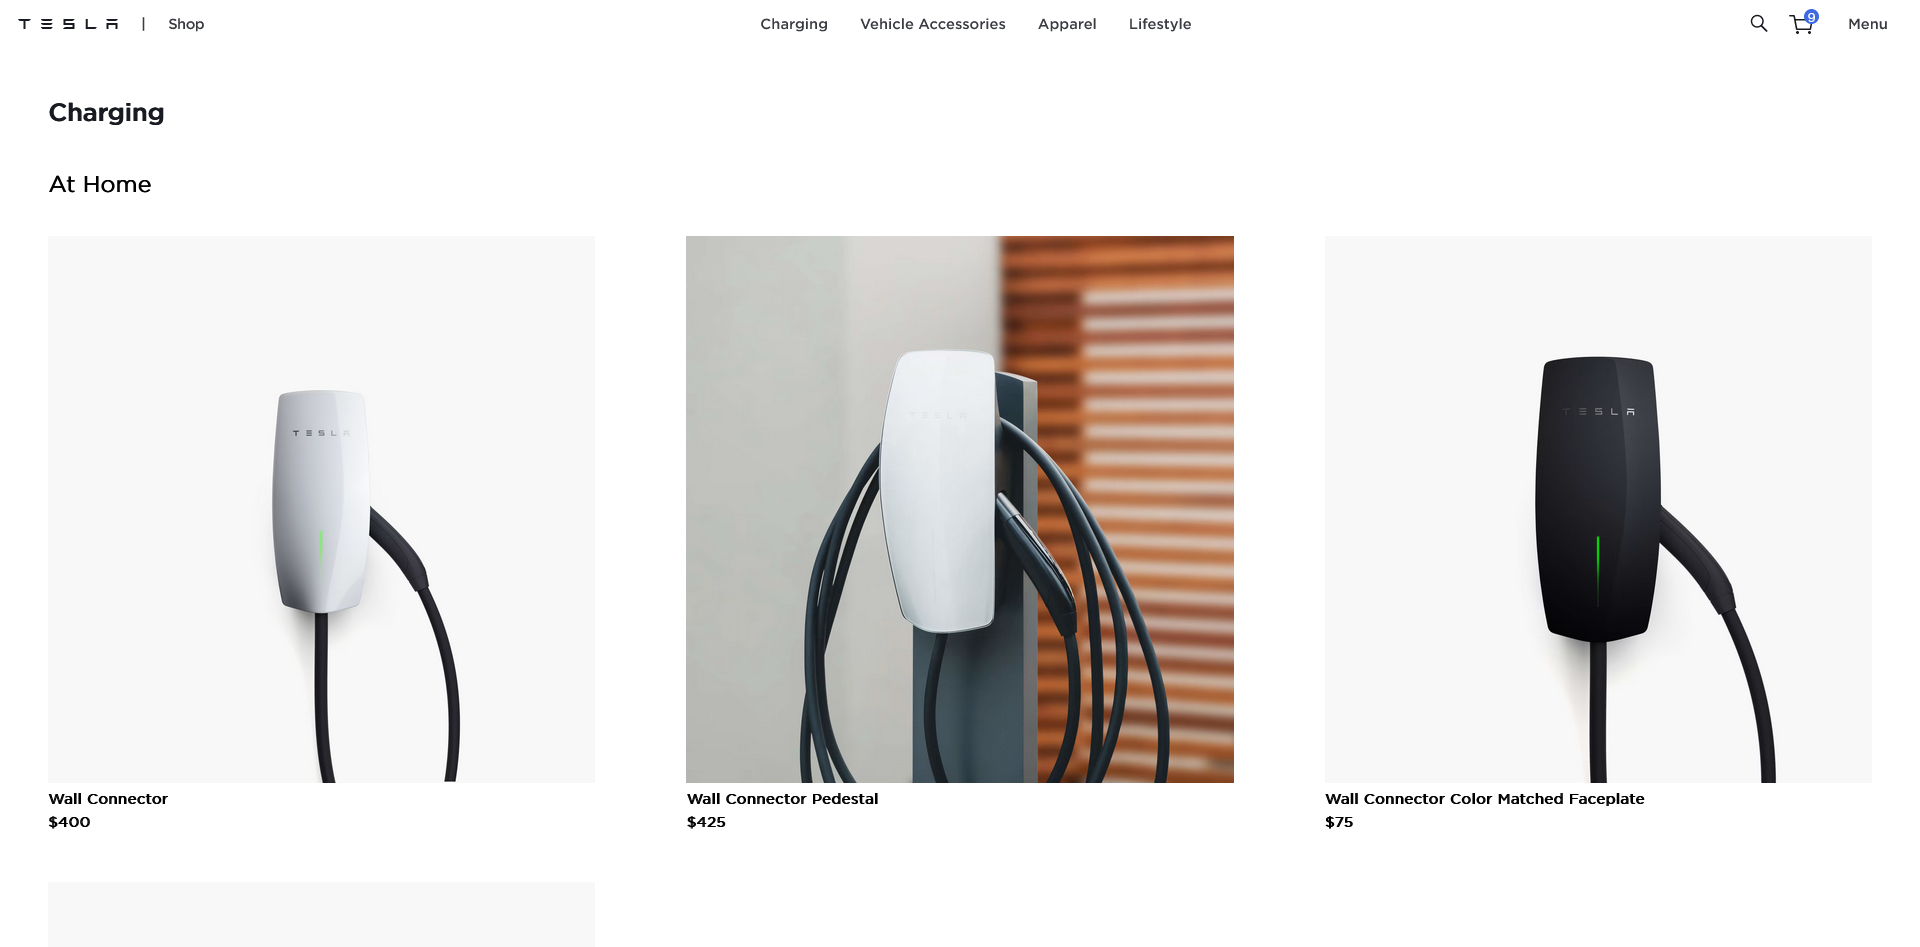 TESLA | Shop
Charging Vehicle Accessories Apparel Lifestyle
9 Menu
Charging
At Home
TESLA
TESLA
TESLA
Wall Connector
$400
Wall Connector Pedestal
$425
Wall Connector Color Matched Faceplate
$75